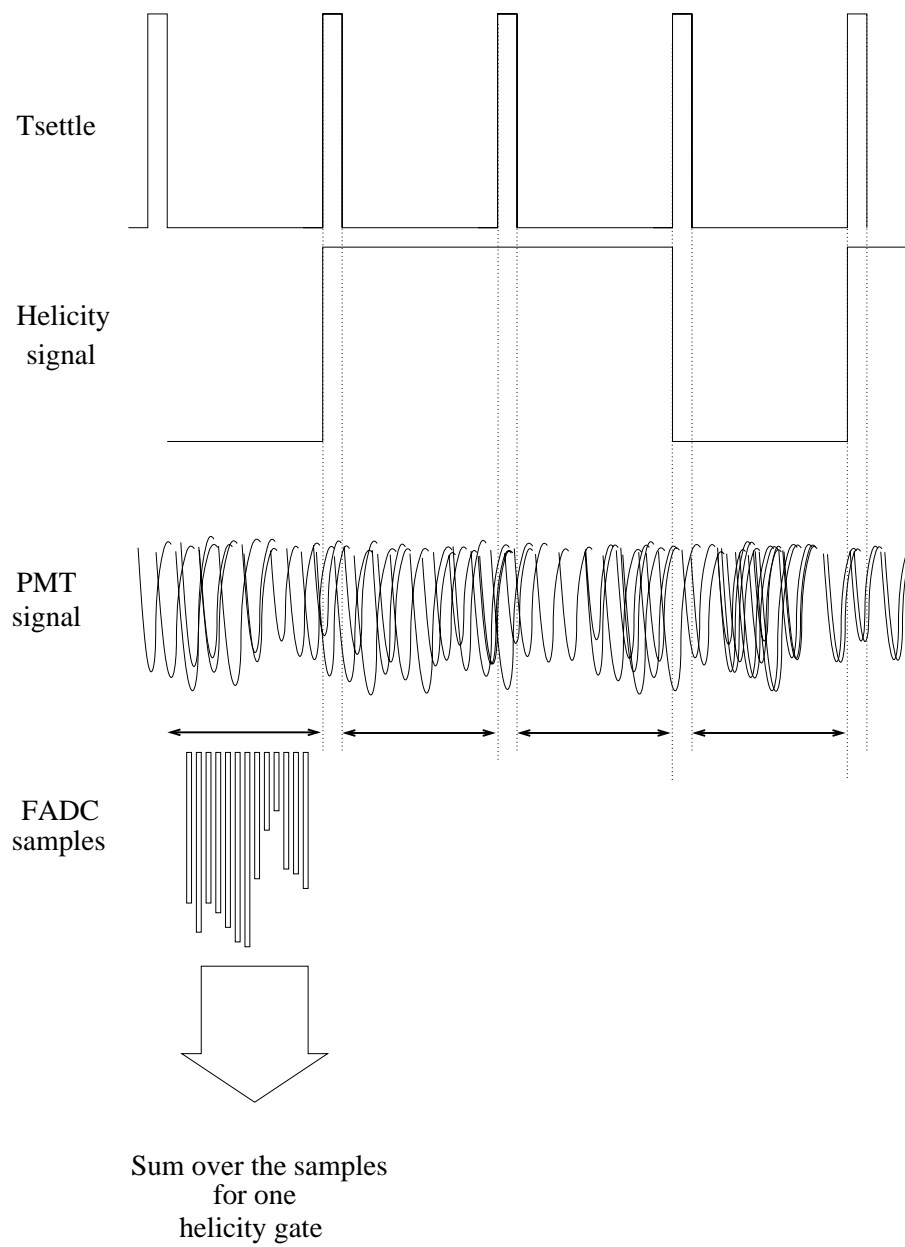 Tsettle
Helicity
signal
PMT
signal
FADC
samples
Sum over the samples
for one
helicity gate